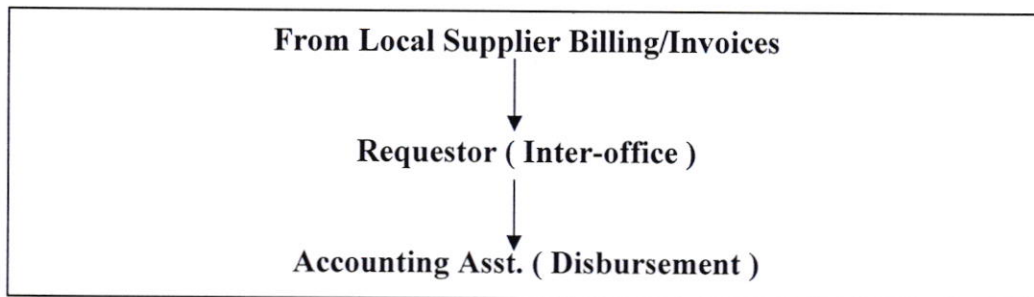 From Local Supplier Billing/Invoices
Requestor ( Inter-office )
Accounting Asst. ( Disbursement )